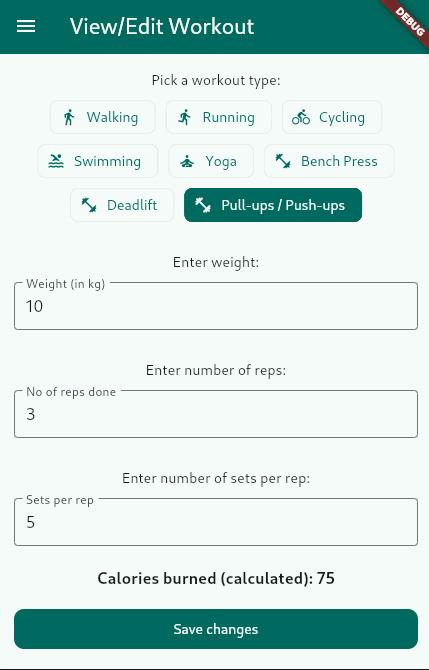 View/Edit Workout
DEBUG
Pick a workout type:
Walking
Running
Cycling
Swimming
Yoga
Bench Press
Deadlift
Pull-ups / Push-ups
Enter weight:
Weight (in kg)
10
Enter number of reps:
No of reps done
3
Enter number of sets per rep:
Sets per rep
5
Calories burned (calculated): 75
Save changes